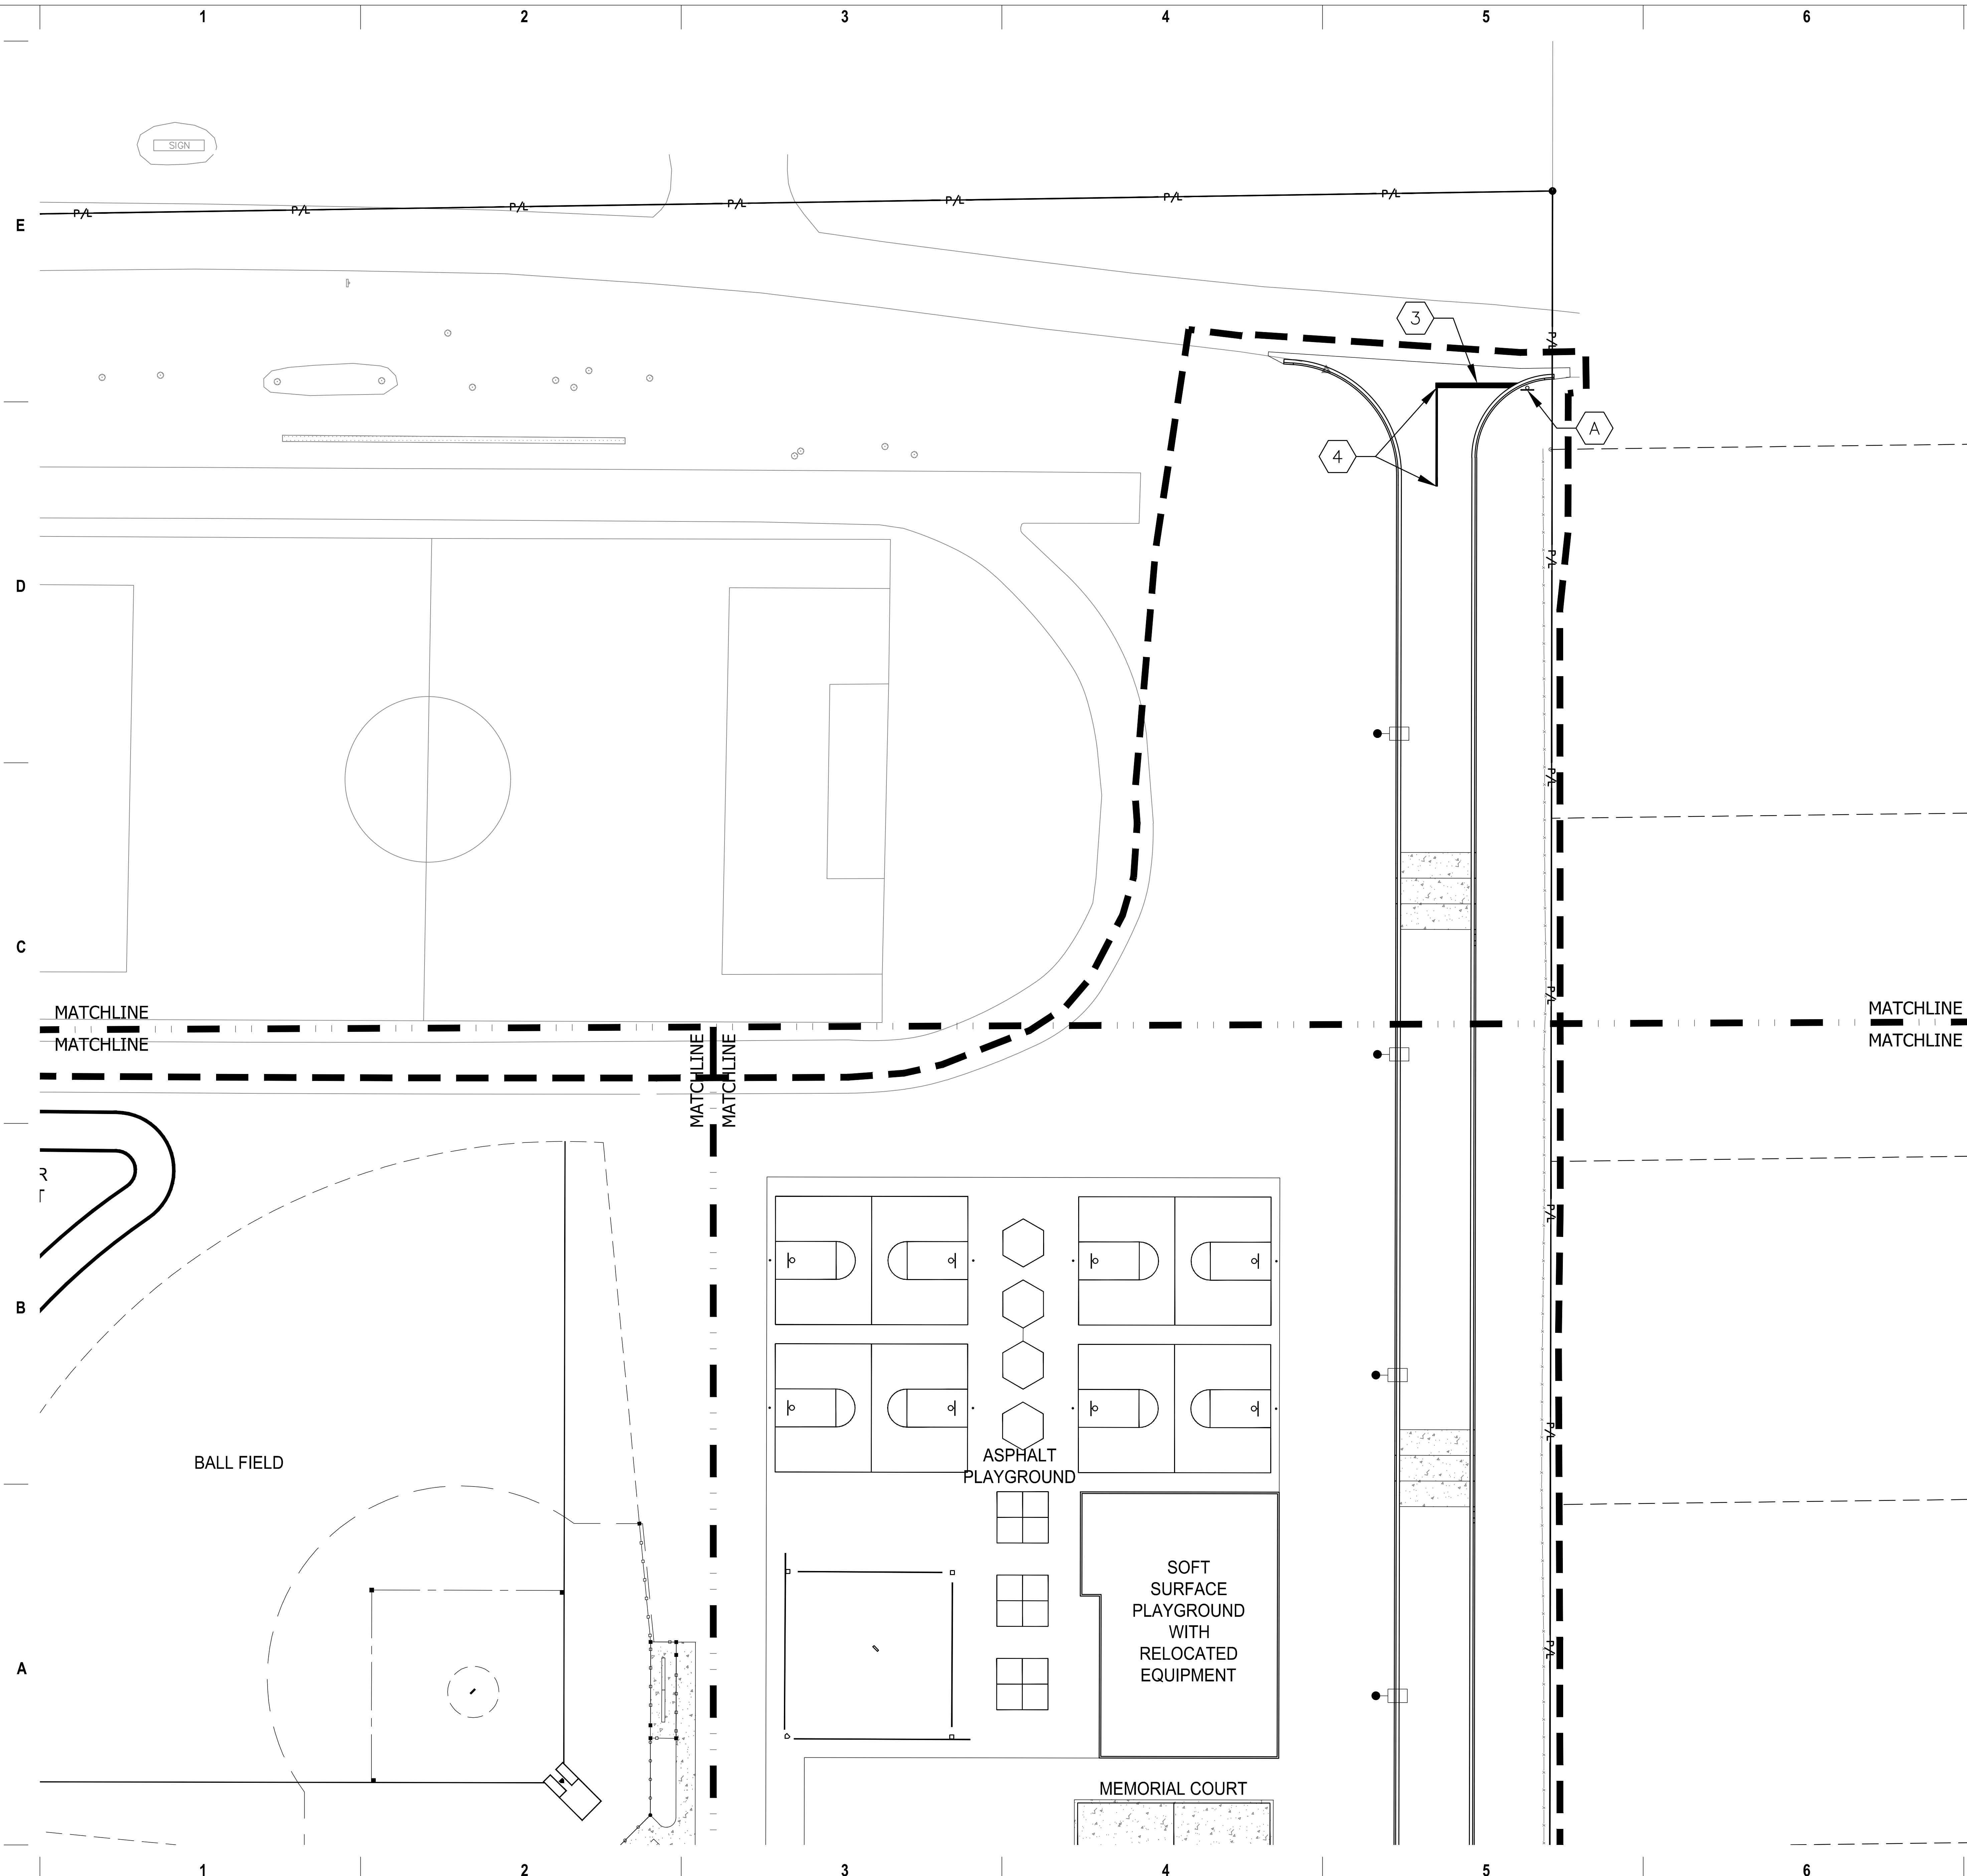 1 2 3 4 5 6
SIGN
P/L P/L P/L P/L P/L P/L P/L
E
3
P/L
A
4
P/L
D
P/L
C
P/L
MATCHLINE
MATCHLINE
MATCHLINE
MATCHLINE
MATCHLINE
MATCHLINE
R
T
P/L
B
P/L
BALL FIELD
ASPHALT
PLAYGROUND
SOFT
SURFACE
PLAYGROUND
WITH
RELOCATED
EQUIPMENT
P/L
A
MEMORIAL COURT
1 2 3 4 5 6